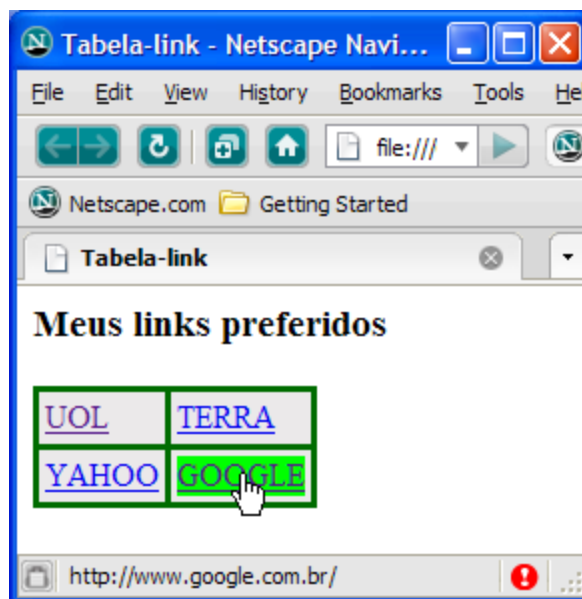 Tabela-link - Netscape Navi...
File Edit View History Bookmarks Tools He
file:///
Netscape.com Getting Started
Tabela-link
Meus links preferidos
UOL TERRA
YAHOO GOOGLE
http://www.google.com.br/